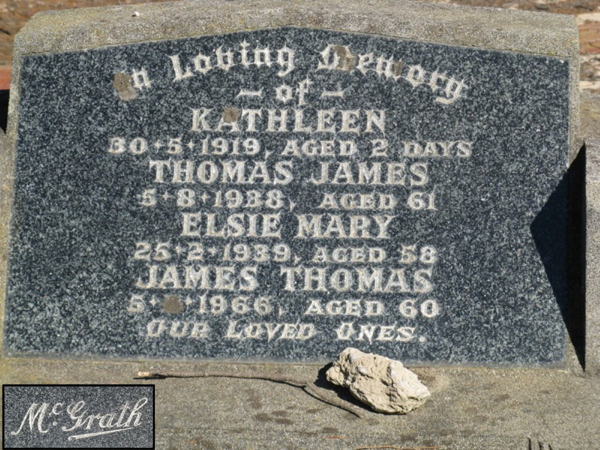 In Loving Memory
- of -
KATHLEEN
30-5-1919, AGED 2 DAYS
THOMAS JAMES
5-8-1938, AGED 61
ELSIE MARY
25-2-1939, AGED 58
JAMES THOMAS
1966, AGED 60
OUR LOVED ONES.
McGrath